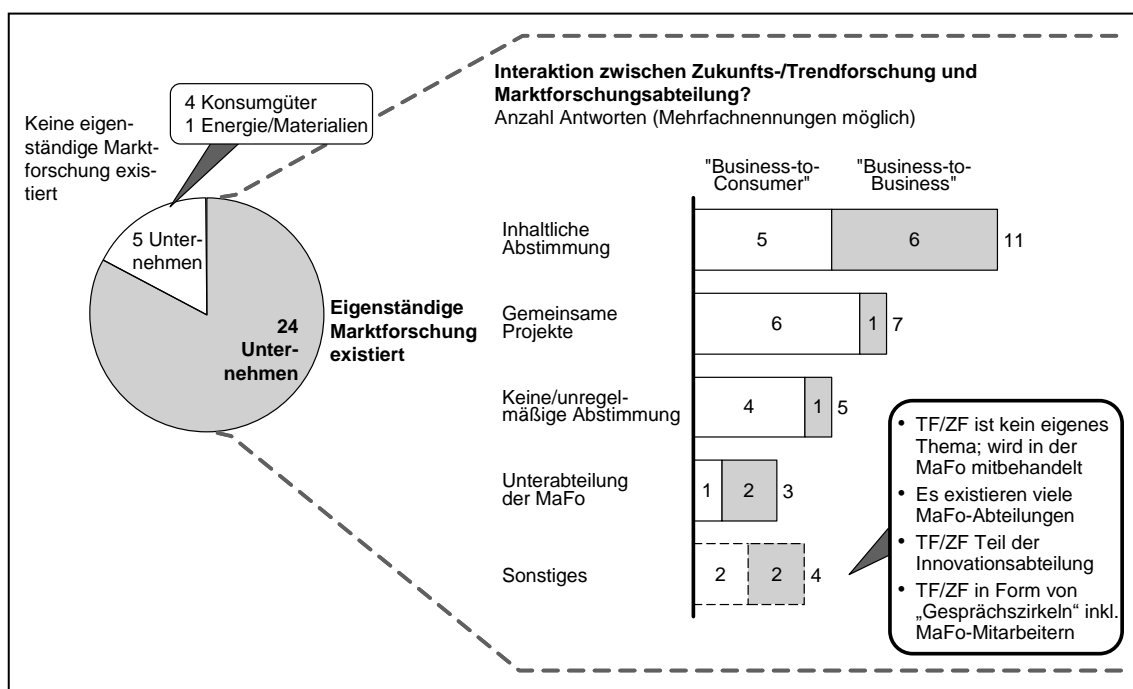 4 Konsumgüter
1 Energie/Materialien
Keine eigen-
ständige Markt-
forschung exis-
tiert
5 Unter-
nehmen
24
Unter-
nehmen
Eigenständige
Marktforschung
existiert
Interaktion zwischen Zukunfts-/Trendforschung und
Marktforschungsabteilung?
Anzahl Antworten (Mehrfachnennungen möglich)
"Business-to-
Consumer"
"Business-to-
Business"
Inhaltliche
Abstimmung
5 6 11
Gemeinsame
Projekte
6 1 7
Keine/unregel-
mäßige Abstimmung
4 1 5
Unterabteilung
der MaFo
1 2 3
Sonstiges
2 2 4
• TF/ZF ist kein eigenes
Thema; wird in der
MaFo mitbehandelt
• Es existieren viele
MaFo-Abteilungen
• TF/ZF Teil der
Innovationsabteilung
• TF/ZF in Form von
„Gesprächszirkeln“ inkl.
MaFo-Mitarbeitern